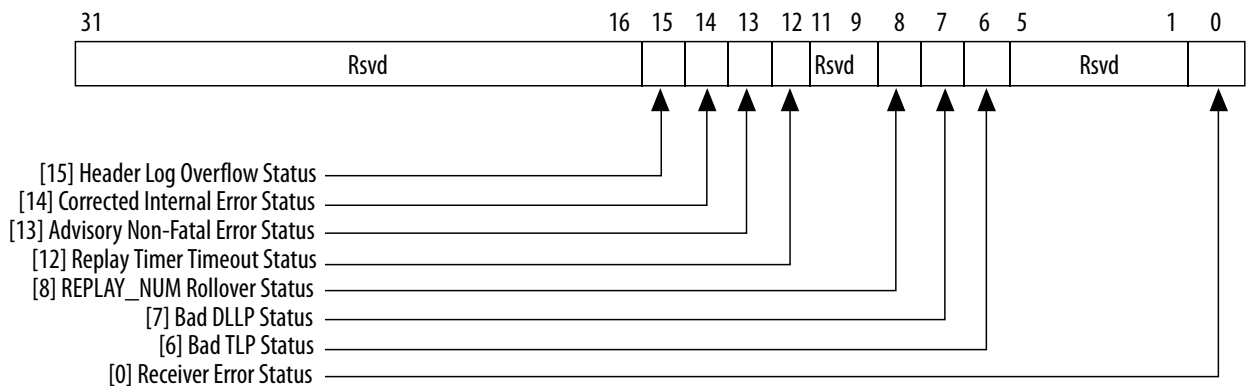 31 16 15 14 13 12 11 9 8 7 6 5 1 0
Rsvd Rsvd Rsvd
[15] Header Log Overflow Status
[14] Corrected Internal Error Status
[13] Advisory Non-Fatal Error Status
[12] Replay Timer Timeout Status
[8] REPLAY_NUM Rollover Status
[7] Bad DLLP Status
[6] Bad TLP Status
[0] Receiver Error Status